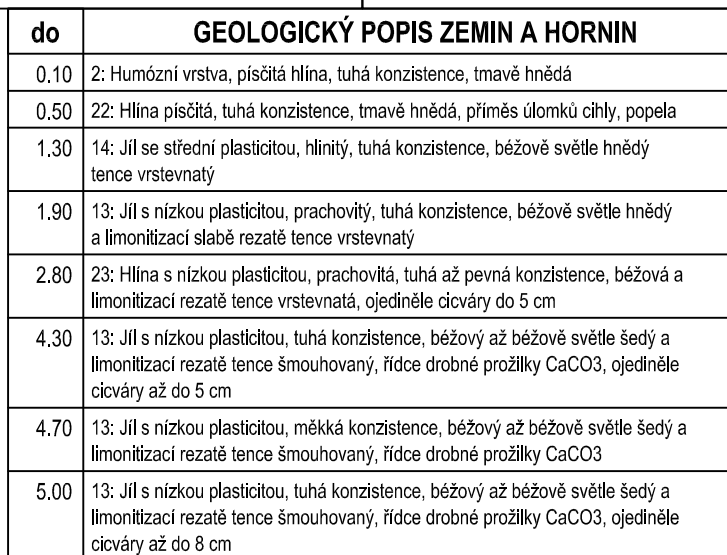 do GEOLOGICKÝ POPIS ZEMIN A HORNIN
0.10 2: Humózní vrstva, písčitá hlína, tuhá konzistence, tmavě hnědá
0.50 22: Hlína písčitá, tuhá konzistence, tmavě hnědá, příměs úlomků cihly, popela
1.30 14: Jíl se střední plasticitou, hlinitý, tuhá konzistence, béžově světle hnědý
tence vrstevnatý
1.90 13: Jíl s nízkou plasticitou, prachovitý, tuhá konzistence, béžově světle hnědý
a limonitizací slabě rezatě tence vrstevnatý
2.80 23: Hlína s nízkou plasticitou, prachovitá, tuhá až pevná konzistence, béžová a
limonitizací rezatě tence vrstevnatá, ojediněle cicváry do 5 cm
4.30 13: Jíl s nízkou plasticitou, tuhá konzistence, béžový až béžově světle šedý a
limonitizací rezatě tence šmouhovaný, řídce drobné prožilky CaCO3, ojediněle
cicváry až do 5 cm
4.70 13: Jíl s nízkou plasticitou, měkká konzistence, béžový až béžově světle šedý a
limonitizací rezatě tence šmouhovaný, řídce drobné prožilky CaCO3
5.00 13: Jíl s nízkou plasticitou, tuhá konzistence, béžový až béžově světle šedý a
limonitizací rezatě tence šmouhovaný, řídce drobné prožilky CaCO3, ojediněle
cicváry až do 8 cm